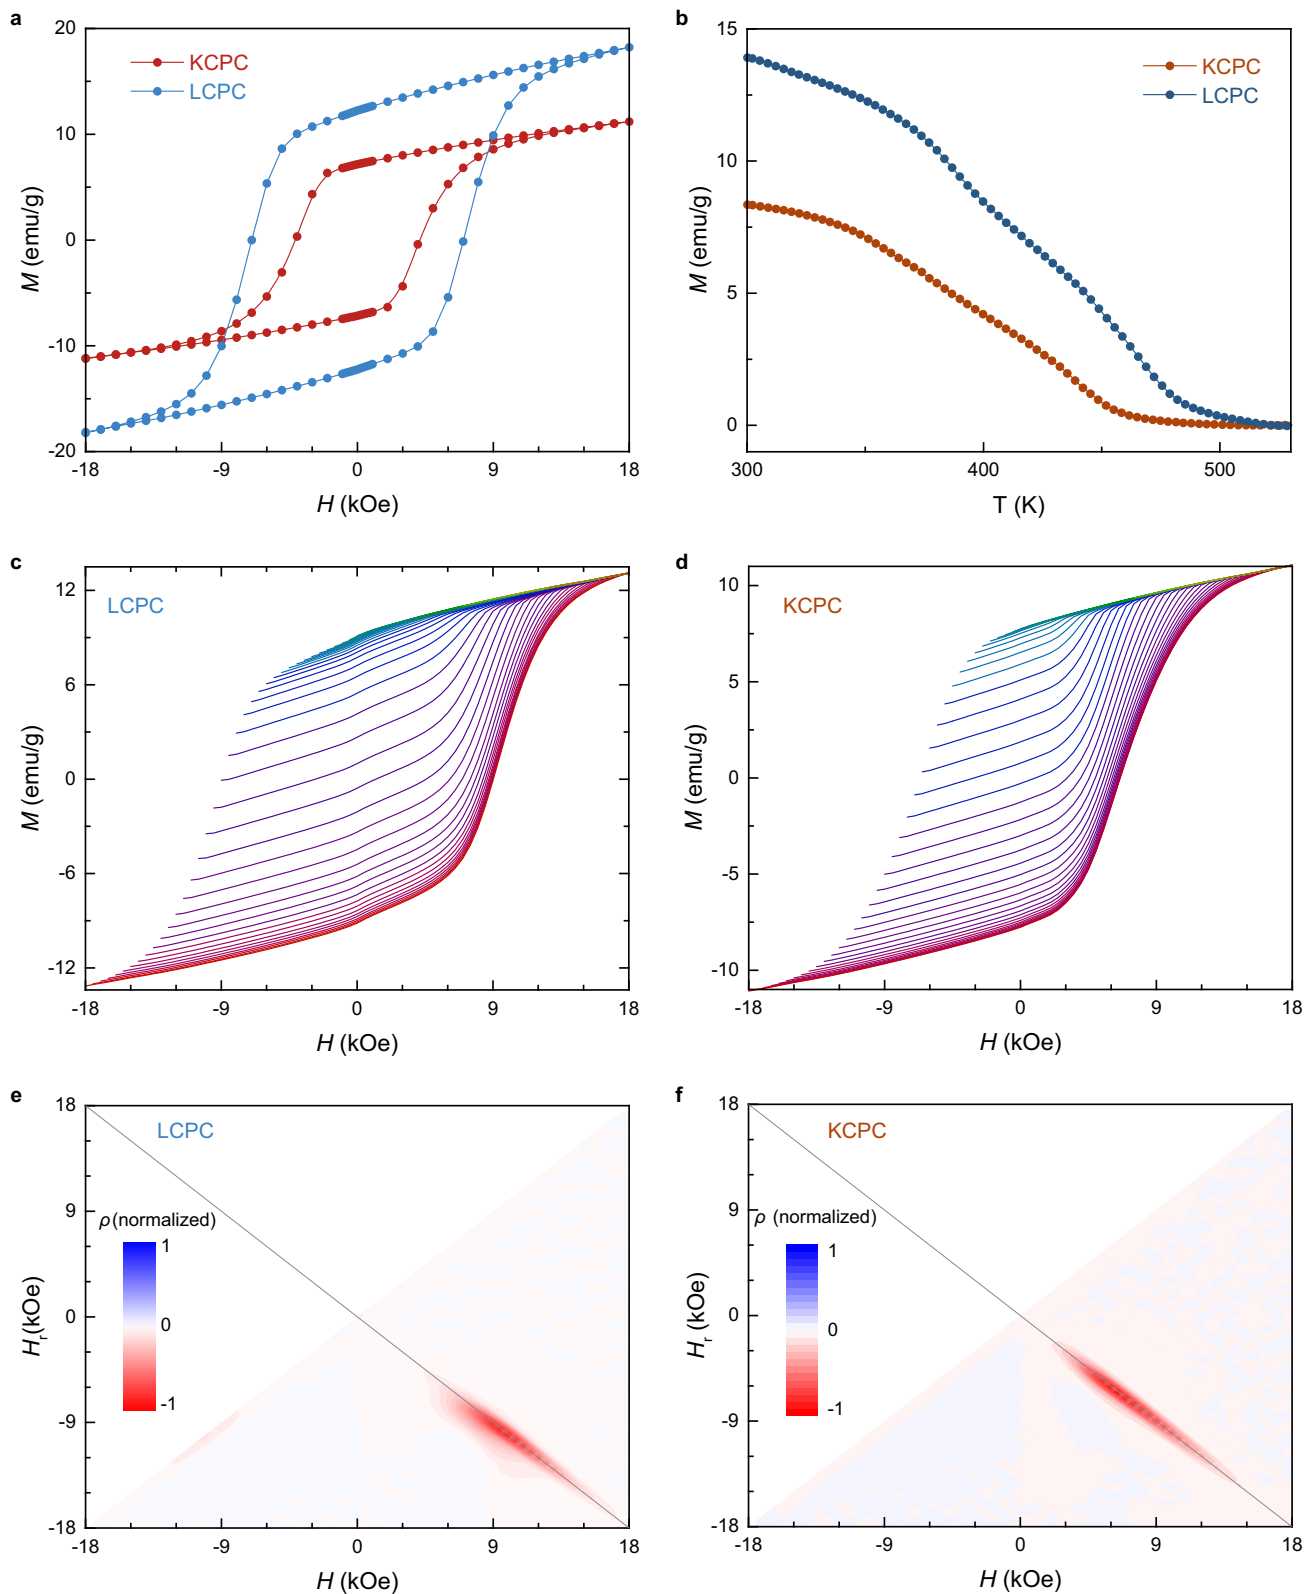 a
20
10
0
-10
-20
M (emu/g)
KCPC
LCPC
-18 -9 0 9 18
H (kOe)
b
15
10
5
0
M (emu/g)
KCPC
LCPC
300 400 500
T (K)
c
12
6
0
-6
-12
M (emu/g)
LCPC
-18 -9 0 9 18
H (kOe)
d
10
5
0
-5
-10
M (emu/g)
KCPC
-18 -9 0 9 18
H (kOe)
e
18
9
0
-9
-18
Hr(kOe)
LCPC
ρ(normalized)
1
0
-1
-18 -9 0 9 18
H (kOe)
f
18
9
0
-9
-18
Hr (kOe)
KCPC
ρ (normalized)
1
0
-1
-18 -9 0 9 18
H (kOe)